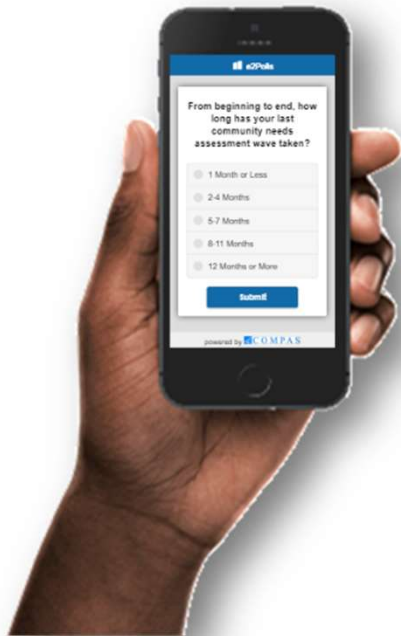 e2Polls
From beginning to end, how
long has your last
community needs
assessment wave taken?
1 Month or Less
2-4 Months
5-7 Months
8-11 Months
12 Months or More
Submit
powered by e2COMPAS